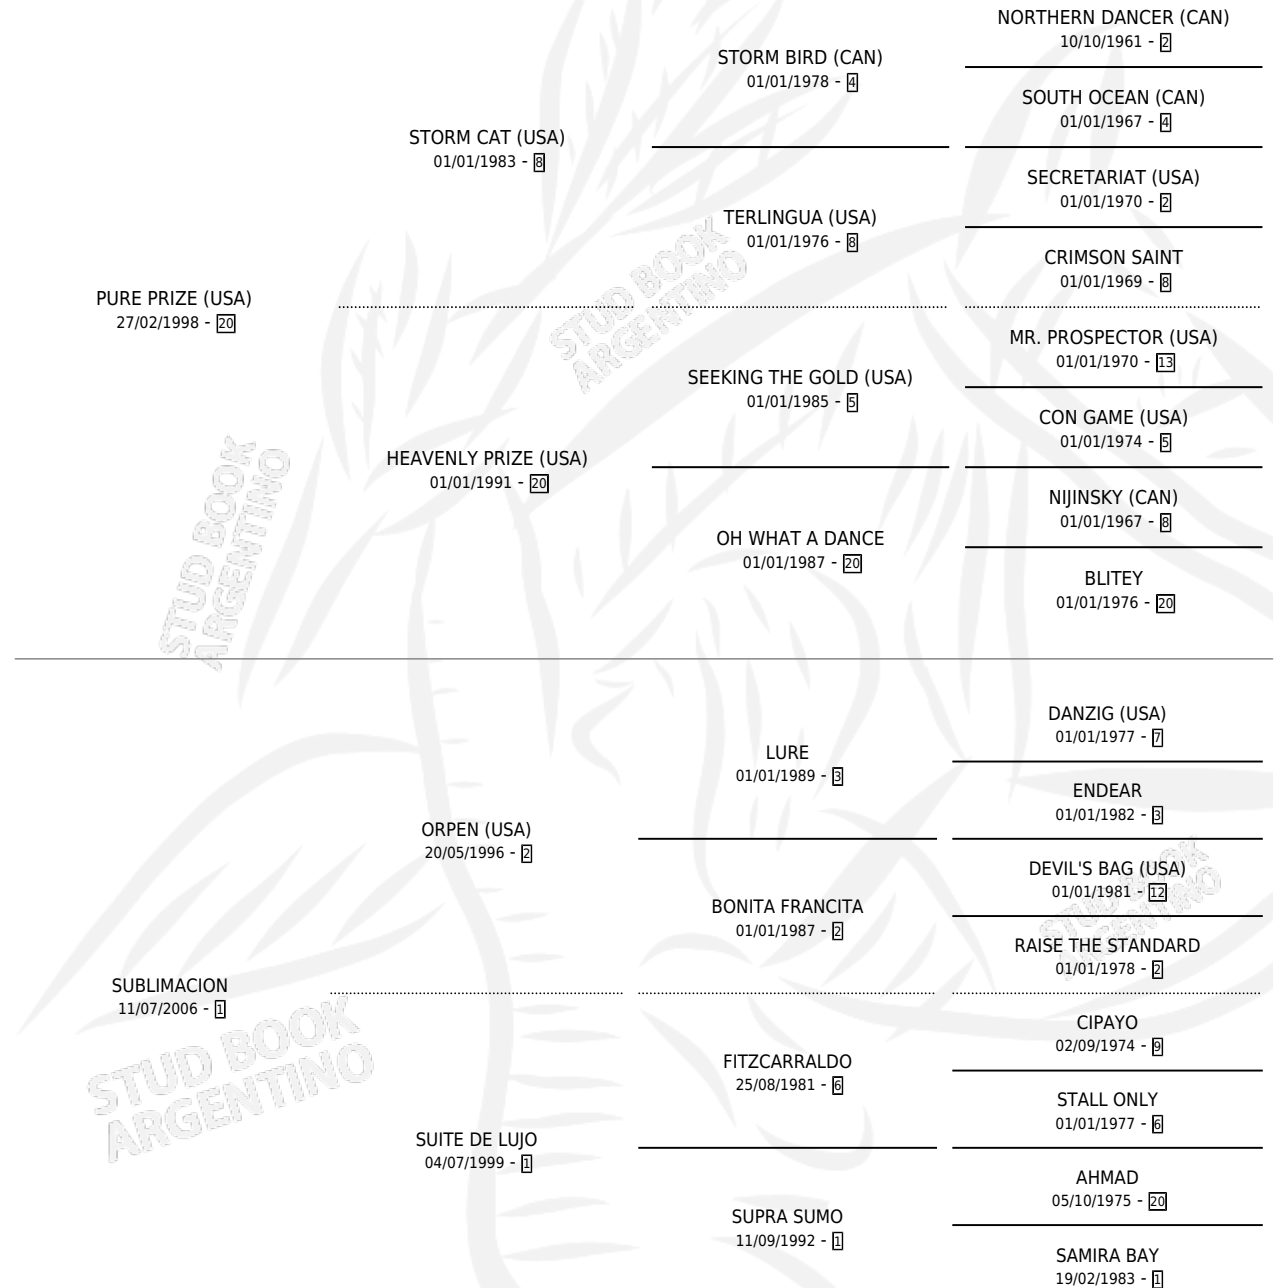 NORTHERN DANCER (CAN)
10/10/1961 - 2
STORM BIRD (CAN)
01/01/1978 - 4
SOUTH OCEAN (CAN)
01/01/1967 - 4
STORM CAT (USA)
01/01/1983 - 8
SECRETARIAT (USA)
01/01/1970 - 2
TERLINGUA (USA)
01/01/1976 - 8
CRIMSON SAINT
01/01/1969 - 8
PURE PRIZE (USA)
27/02/1998 - 20
MR. PROSPECTOR (USA)
01/01/1970 - 13
SEEKING THE GOLD (USA)
01/01/1985 - 5
CON GAME (USA)
01/01/1974 - 5
HEAVENLY PRIZE (USA)
01/01/1991 - 20
NIJINSKY (CAN)
01/01/1967 - 8
OH WHAT A DANCE
01/01/1987 - 20
BLITEY
01/01/1976 - 20
DANZIG (USA)
01/01/1977 - 7
LURE
01/01/1989 - 3
ENDEAR
01/01/1982 - 3
ORPEN (USA)
20/05/1996 - 2
DEVIL'S BAG (USA)
01/01/1981 - 12
BONITA FRANCITA
01/01/1987 - 2
RAISE THE STANDARD
01/01/1978 - 2
SUBLIMACION
11/07/2006 - 1
CIPAYO
02/09/1974 - 9
FITZCARRALDO
25/08/1981 - 6
STALL ONLY
01/01/1977 - 6
SUITE DE LUJO
04/07/1999 - 1
AHMAD
05/10/1975 - 20
SUPRA SUMO
11/09/1992 - 1
SAMIRA BAY
19/02/1983 - 1
STUD BOOK
ARGENTINO
STUD BOOK
ARGENTINO
STUD BOOK
ARGENTINO
STUD BOOK
ARGENTINO